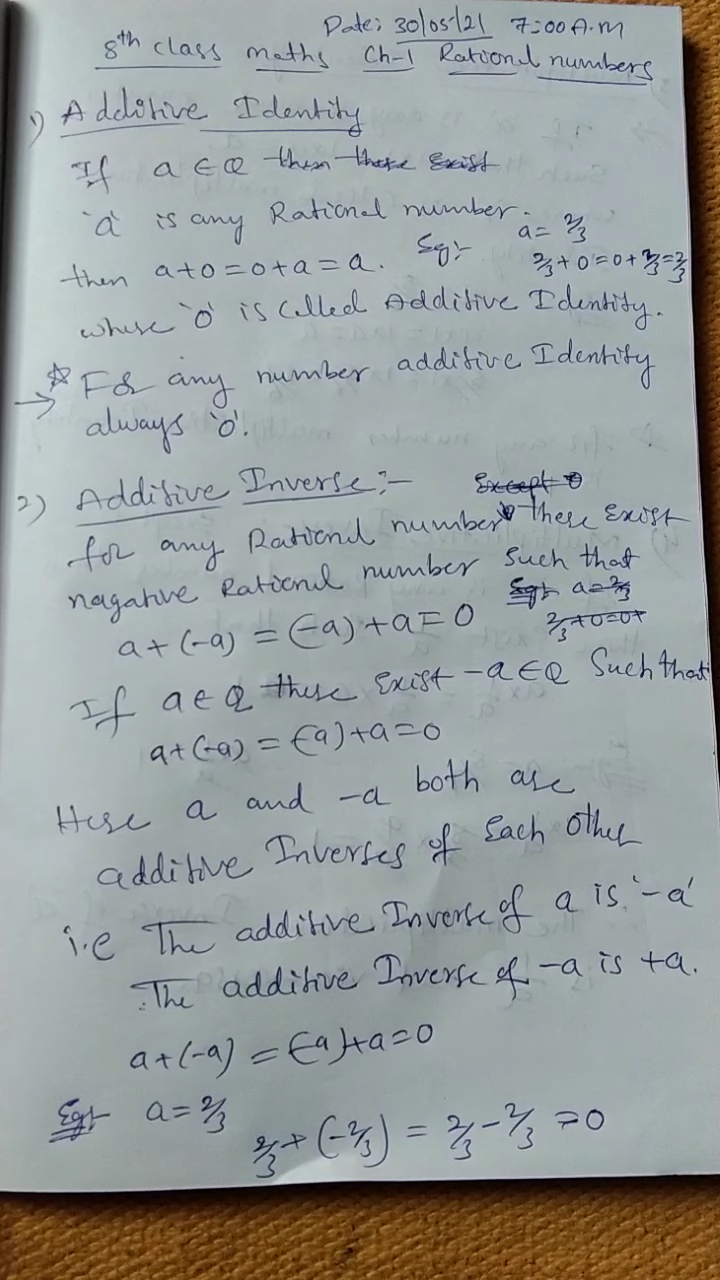 Date: 30/05/21 7:00 A.M
8th class maths Ch-1 Rational numbers
1) Additive Identity
If a ∈ Q then there Exist
'a' is any Rational number.
Eg:- a = 2/3
then a+0 = 0+a = a. 2/3+0 = 0+2/3 = 2/3
where '0' is called Additive Identity.
☆ → For any number additive Identity
always '0'.
2) Additive Inverse:- Except 0
for any Rational number there Exist
nagative Rational number such that
Eg:- a = 2/3
a+(-a) = (-a)+a = 0 2/3+0=0+
If a ∈ Q there Exist -a ∈ Q Such that
a+(-a) = (-a)+a = 0
Here a and -a both are
additive Inverses of Each other
i.e The additive Inverse of a is '-a'
The additive Inverse of -a is +a.
a+(-a) = (-a)+a = 0
Eg:- a = 2/3
2/3+(-2/3) = 2/3-2/3 = 0